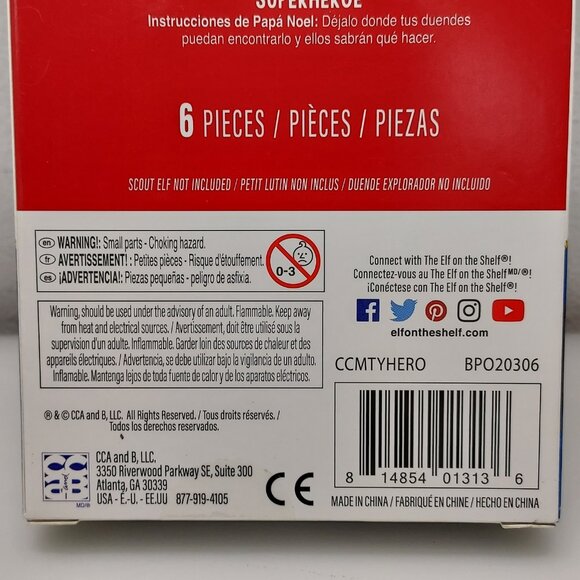 SUPERHÉROE
Instrucciones de Papá Noel: Déjalo donde tus duendes
puedan encontrarlo y ellos sabrán qué hacer.
6 PIECES / PIÈCES / PIEZAS
SCOUT ELF NOT INCLUDED / PETIT LUTIN NON INCLUS / DUENDE EXPLORADOR NO INCLUIDO
en WARNING!: Small parts - Choking hazard.
fr AVERTISSEMENT! : Petites pièces - Risque d'étouffement.
es ¡ADVERTENCIA!: Piezas pequeñas - peligro de asfixia.
0-3
Warning, should be used under the advisory of an adult. Flammable. Keep away
from heat and electrical sources. / Avertissement, doit être utilisé sous la
supervision d'un adulte. Inflammable. Garder loin des sources de chaleur et des
appareils électriques. / Advertencia, se debe utilizar bajo la vigilancia de un adulto.
Inflamable. Mantenga lejos de toda fuente de calor y de los aparatos eléctricos.
Connect with The Elf on the Shelf®!
Connectez-vous au The Elf on the Shelf MD/®!
¡Conéctese con The Elf on the Shelf®!
elfontheshelf.com
CCMTYHERO BPO20306
® & © CCA and B, LLC. All Rights Reserved. / Tous droits réservés. /
Todos los derechos reservados.
CCA and B, LLC.
3350 Riverwood Parkway SE, Suite 300
Atlanta, GA 30339
USA - É.-U. - EE.UU 877-919-4105
MD/®
CE
8 14854 01313 6
MADE IN CHINA / FABRIQUÉ EN CHINE / HECHO EN CHINA